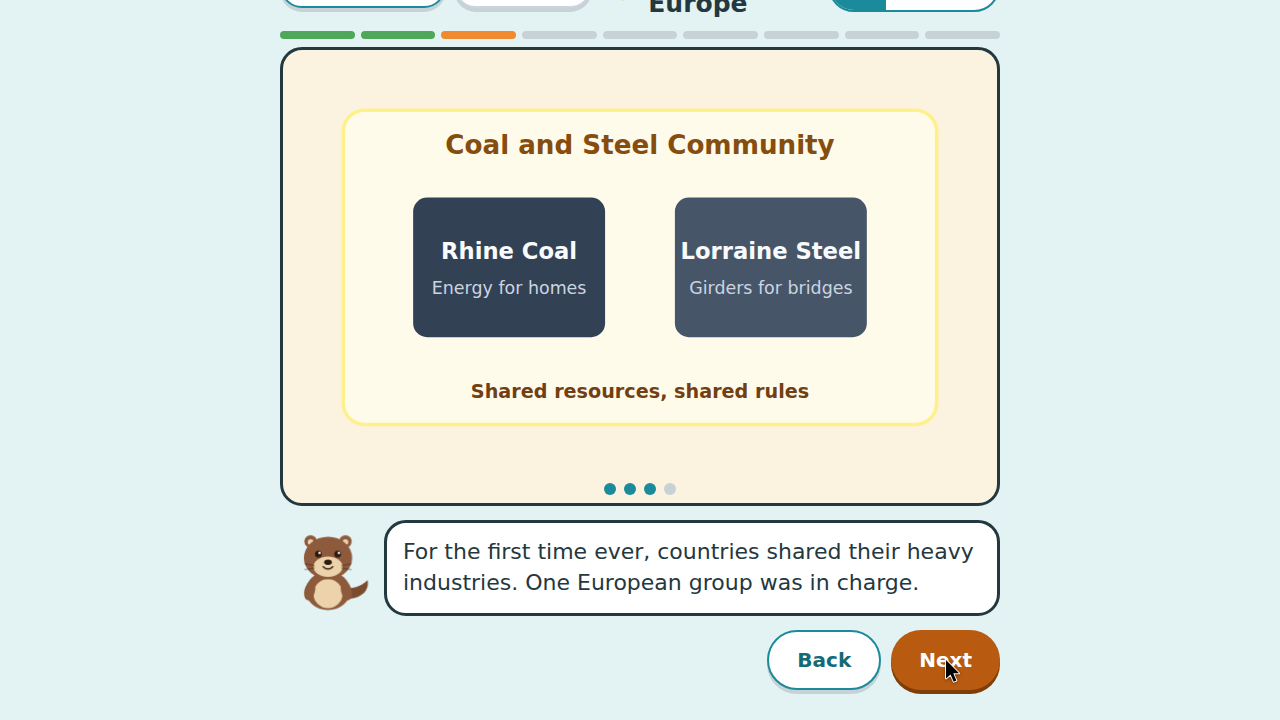 Europe
Coal and Steel Community
Rhine Coal
Energy for homes
Lorraine Steel
Girders for bridges
Shared resources, shared rules
For the first time ever, countries shared their heavy
industries. One European group was in charge.
Back
Next